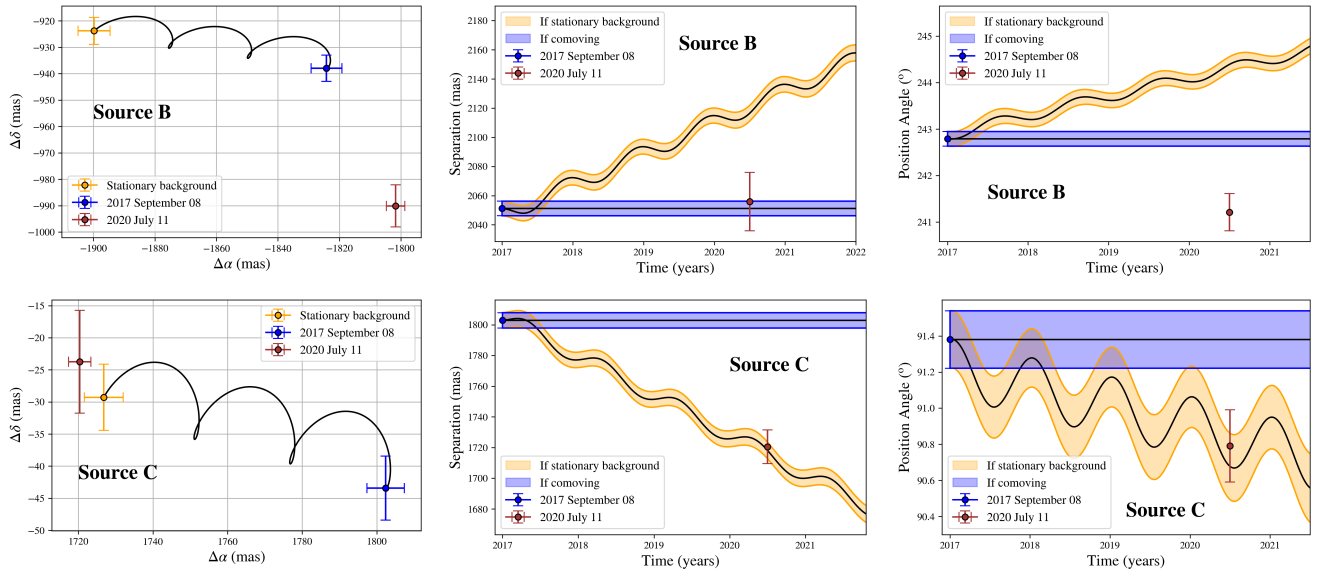 −920
−930
−940
−950
−960
−970
−980
−990
−1000
Δδ (mas)
Source B
Stationary background
2017 September 08
2020 July 11
−1900
−1880
−1860
−1840
−1820
−1800
Δα (mas)
2180
2160
2140
2120
2100
2080
2060
2040
Separation (mas)
If stationary background
If comoving
2017 September 08
2020 July 11
Source B
2017
2018
2019
2020
2021
2022
Time (years)
245
244
243
242
241
Position Angle (°)
If stationary background
If comoving
2017 September 08
2020 July 11
Source B
2017
2018
2019
2020
2021
Time (years)
−15
−20
−25
−30
−35
−40
−45
−50
Δδ (mas)
Stationary background
2017 September 08
2020 July 11
Source C
1720
1740
1760
1780
1800
Δα (mas)
1800
1780
1760
1740
1720
1700
1680
Separation (mas)
Source C
If stationary background
If comoving
2017 September 08
2020 July 11
2017
2018
2019
2020
2021
Time (years)
91.4
91.2
91.0
90.8
90.6
90.4
Position Angle (°)
If stationary background
If comoving
2017 September 08
2020 July 11
Source C
2017
2018
2019
2020
2021
Time (years)